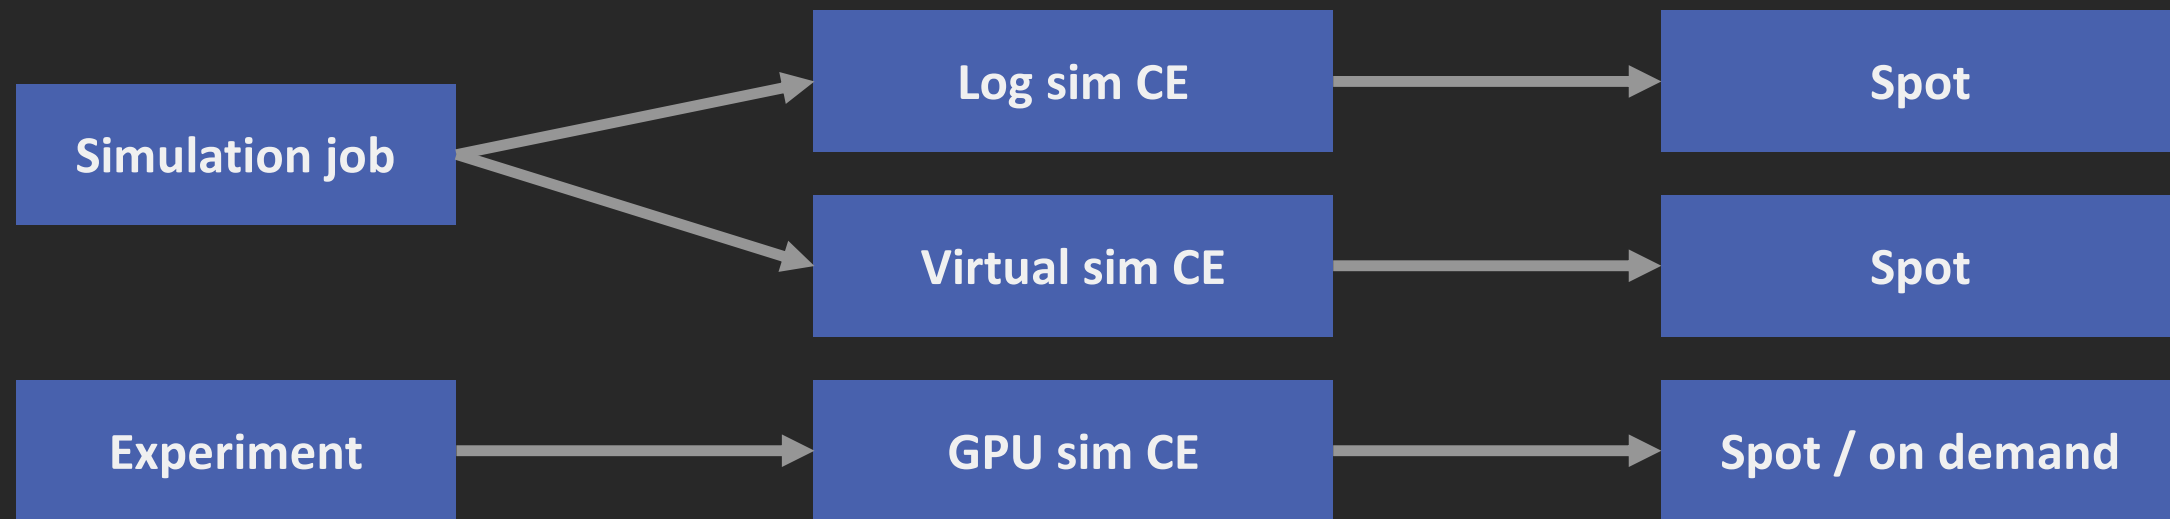 Simulation job
Log sim CE
Spot
Virtual sim CE
Spot
Experiment
GPU sim CE
Spot / on demand